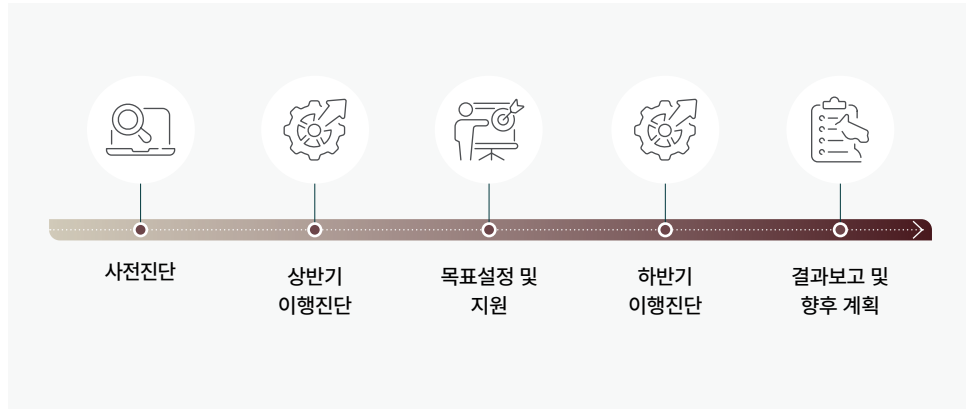 사전진단
상반기
이행진단
목표설정 및
지원
하반기
이행진단
결과보고 및
향후 계획